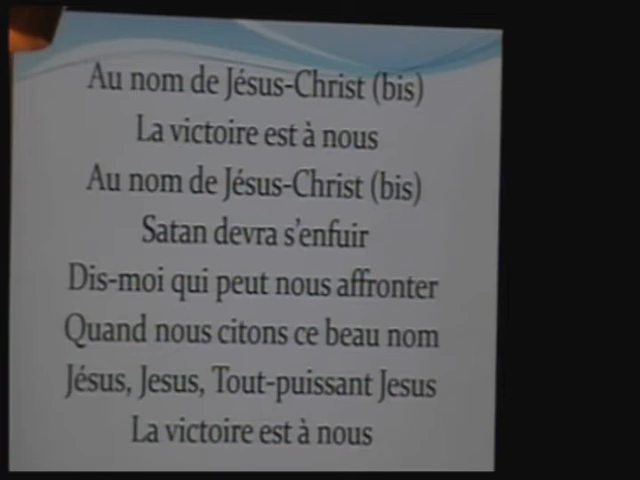 Au nom de Jésus-Christ (bis)
La victoire est à nous
Au nom de Jésus-Christ (bis)
Satan devra s'enfuir
Dis-moi qui peut nous affronter
Quand nous citons ce beau nom
Jésus, Jesus, Tout-puissant Jesus
La victoire est à nous